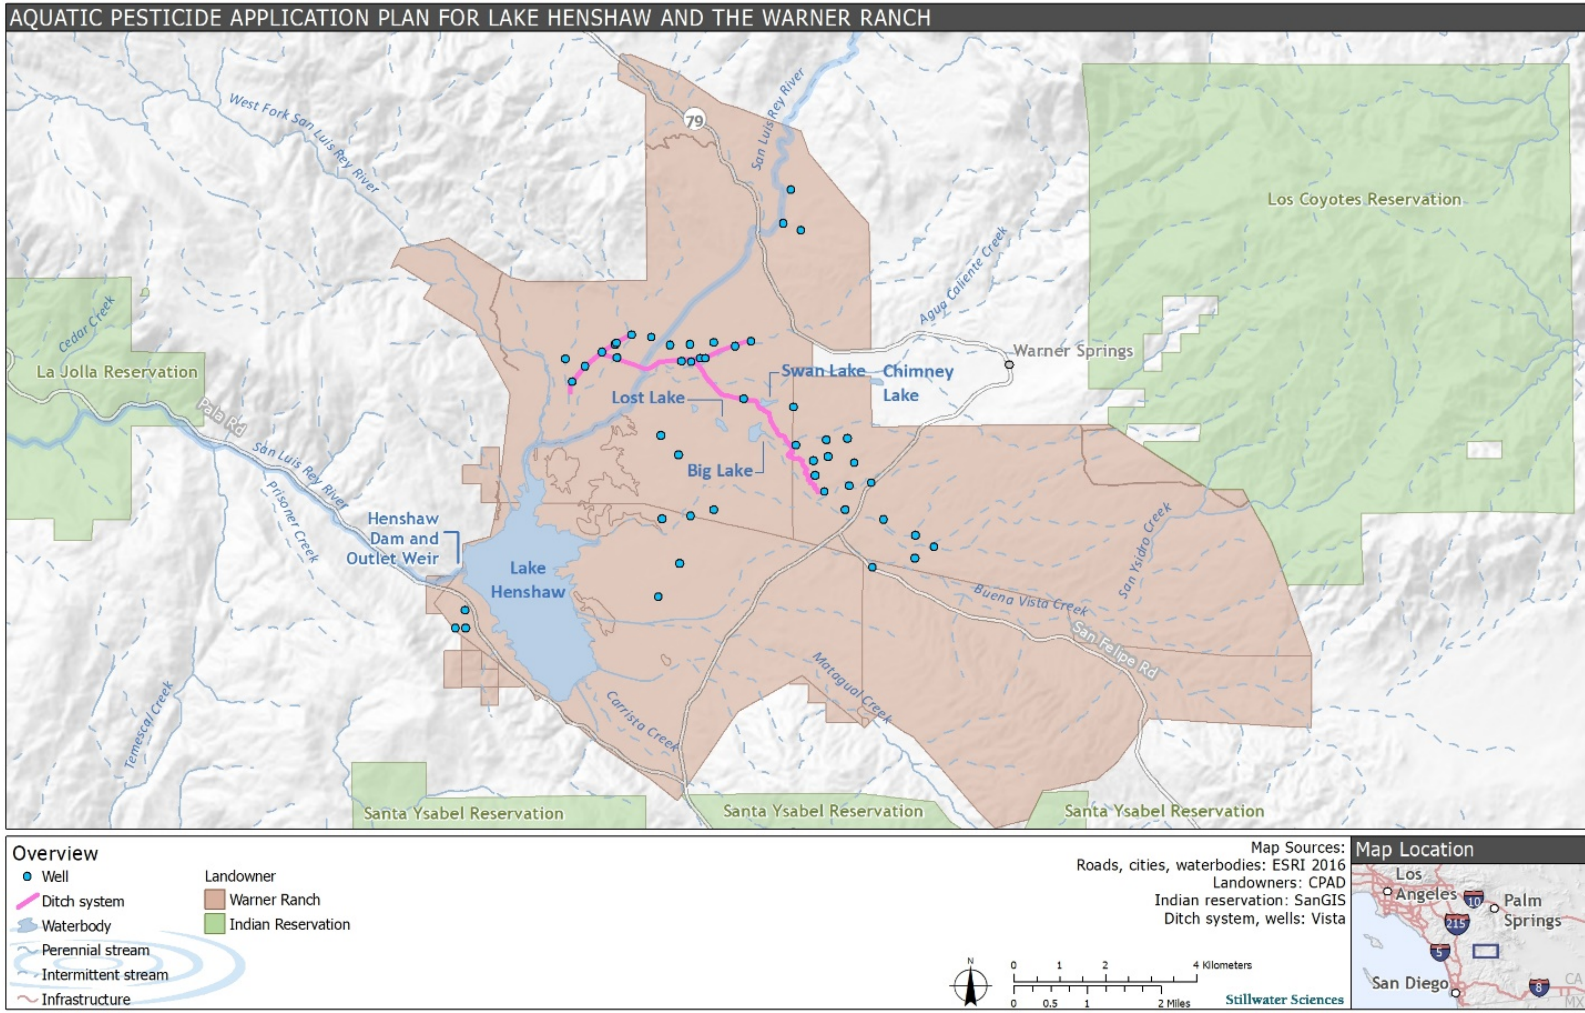 AQUATIC PESTICIDE APPLICATION PLAN FOR LAKE HENSHAW AND THE WARNER RANCH
West Fork San Luis Rey River
79
San Luis Rey River
Los Coyotes Reservation
Agua Caliente Creek
Cedar Creek
La Jolla Reservation
Warner Springs
Swan Lake
Chimney
Lake
Lost Lake
Pala Rd
San Luis Rey River
Big Lake
Prisoner Creek
Henshaw
Dam and
Outlet Weir
Lake
Henshaw
San Ysidro Creek
Buena Vista Creek
San Felipe Rd
Matagual Creek
Carrista Creek
Temescal Creek
Santa Ysabel Reservation
Santa Ysabel Reservation
Santa Ysabel Reservation
Overview
Well
Ditch system
Waterbody
Perennial stream
Intermittent stream
Infrastructure
Landowner
Warner Ranch
Indian Reservation
Map Sources:
Roads, cities, waterbodies: ESRI 2016
Landowners: CPAD
Indian reservation: SanGIS
Ditch system, wells: Vista
N
0 1 2 4 Kilometers
0 0.5 1 2 Miles
Stillwater Sciences
Map Location
Los
Angeles
10
Palm
Springs
215
5
San Diego
8
CA
MX